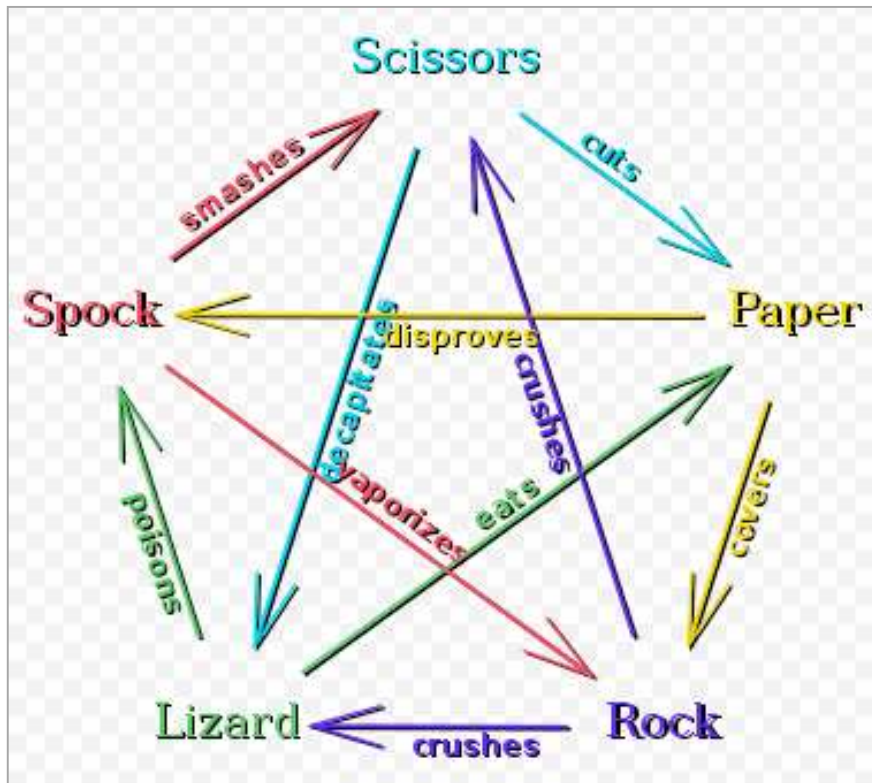 Scissors
smashes
cuts
Spock
disproves
Paper
decapitates
crushes
vaporizes
eats
poisons
covers
Lizard
crushes
Rock